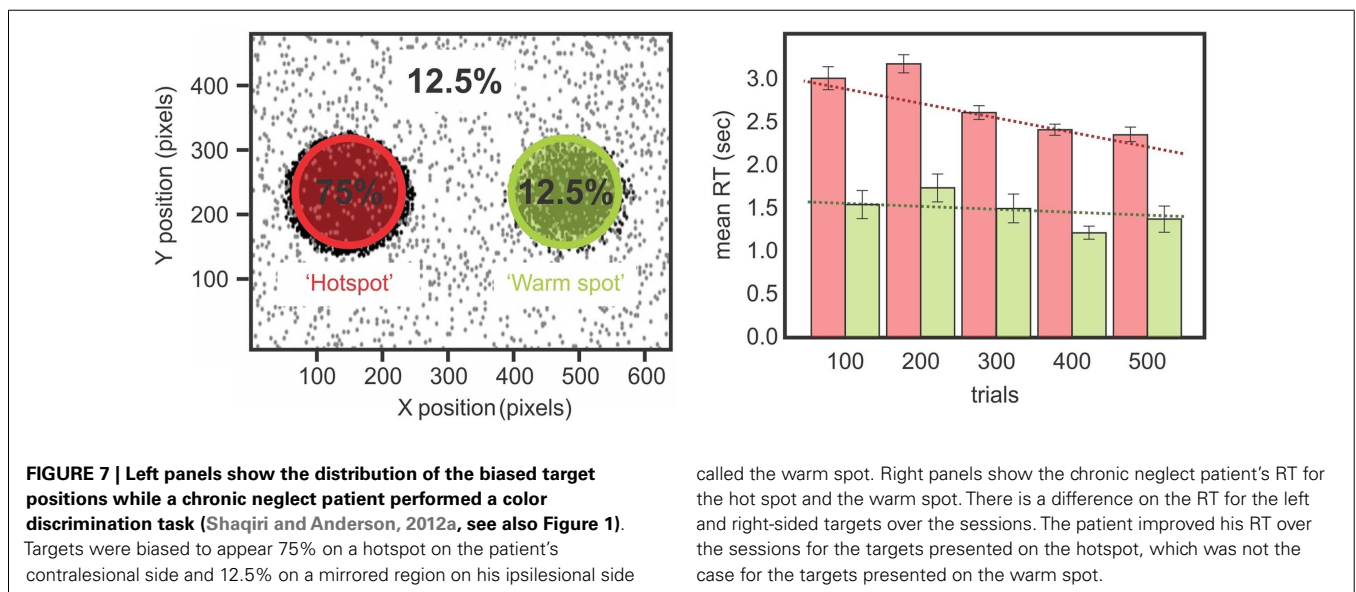 400
300
200
100
Y position (pixels)
12.5%
75%
12.5%
'Hotspot'
'Warm spot'
100 200 300 400 500 600
X position (pixels)
3.0
2.5
2.0
1.5
1.0
0.5
0.0
mean RT (sec)
100 200 300 400 500
trials
FIGURE 7 | Left panels show the distribution of the biased target
positions while a chronic neglect patient performed a color
discrimination task (Shaqiri and Anderson, 2012a, see also Figure 1).
Targets were biased to appear 75% on a hotspot on the patient's
contralesional side and 12.5% on a mirrored region on his ipsilesional side
called the warm spot. Right panels show the chronic neglect patient's RT for
the hot spot and the warm spot. There is a difference on the RT for the left
and right-sided targets over the sessions. The patient improved his RT over
the sessions for the targets presented on the hotspot, which was not the
case for the targets presented on the warm spot.